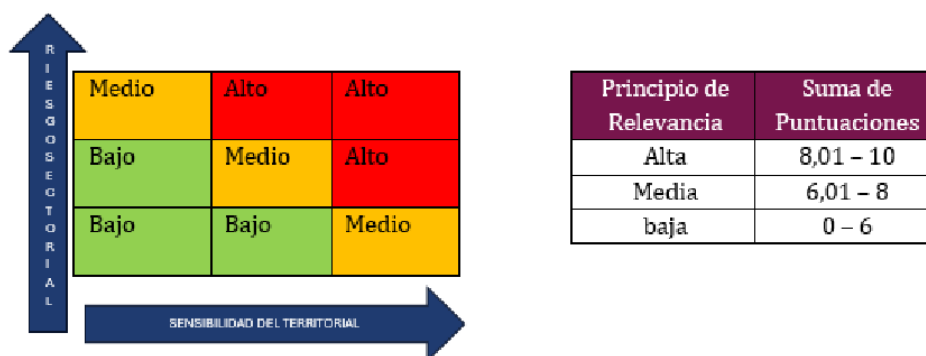 RIESGO SECTORIAL
Medio Alto Alto
Bajo Medio Alto
Bajo Bajo Medio
SENSIBILIDAD DEL TERRITORIAL
Principio de Relevancia Suma de Puntuaciones
Alta 8,01 – 10
Media 6,01 – 8
baja 0 – 6